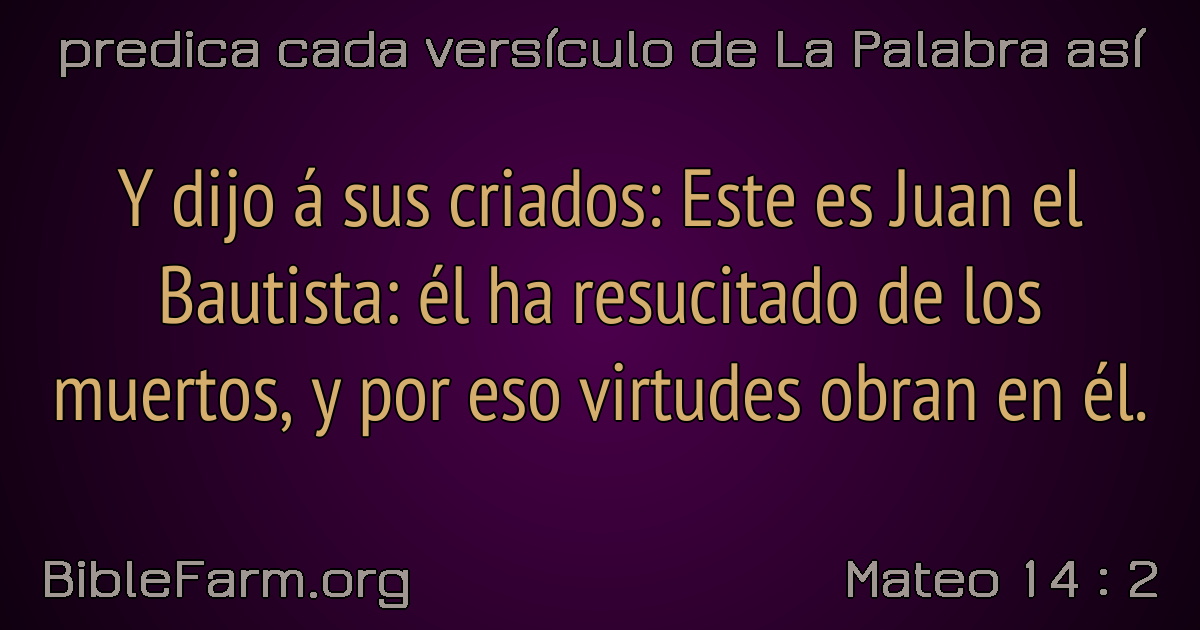 predica cada versículo de La Palabra así
Y dijo á sus criados: Este es Juan el
Bautista: él ha resucitado de los
muertos, y por eso virtudes obran en él.
BibleFarm.org
Mateo 14 : 2